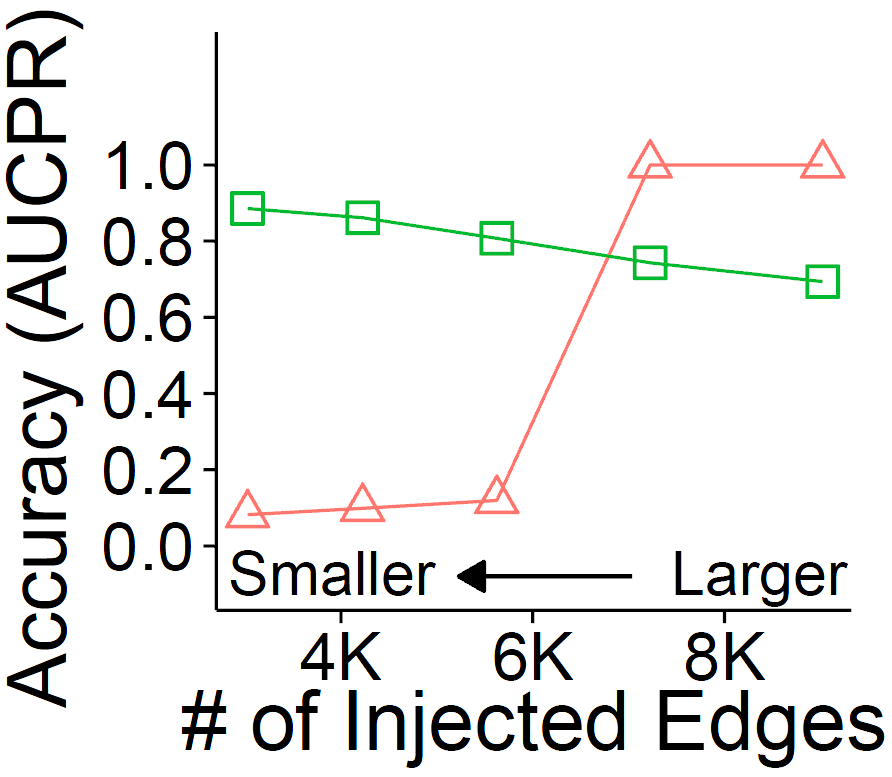 Accuracy (AUCPR)
1.0
0.8
0.6
0.4
0.2
0.0
Smaller Larger
4K 6K 8K
# of Injected Edges